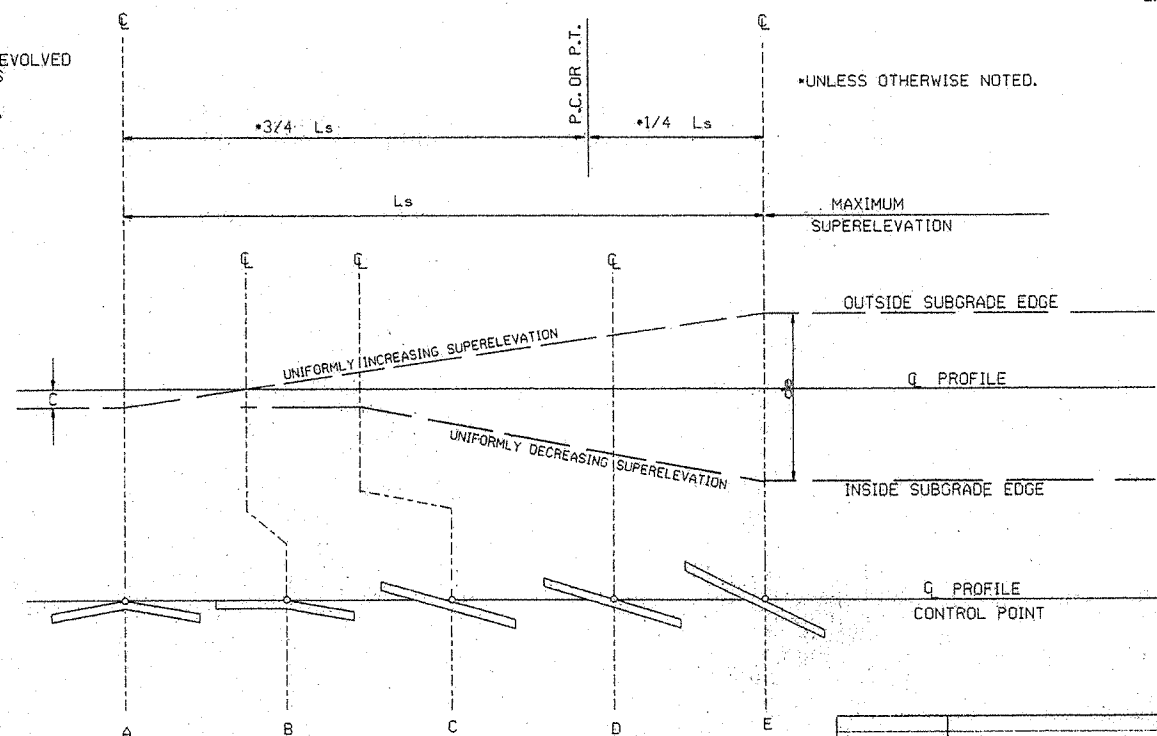 ℄
℄
EVOLVED
P.C. OR P.T.
*UNLESS OTHERWISE NOTED.
*3/4 Ls
*1/4 Ls
Ls
MAXIMUM
SUPERELEVATION
℄
℄
℄
OUTSIDE SUBGRADE EDGE
UNIFORMLY INCREASING SUPERELEVATION
℄ PROFILE
C
UNIFORMLY DECREASING SUPERELEVATION
INSIDE SUBGRADE EDGE
℄ PROFILE
CONTROL POINT
A
B
C
D
E